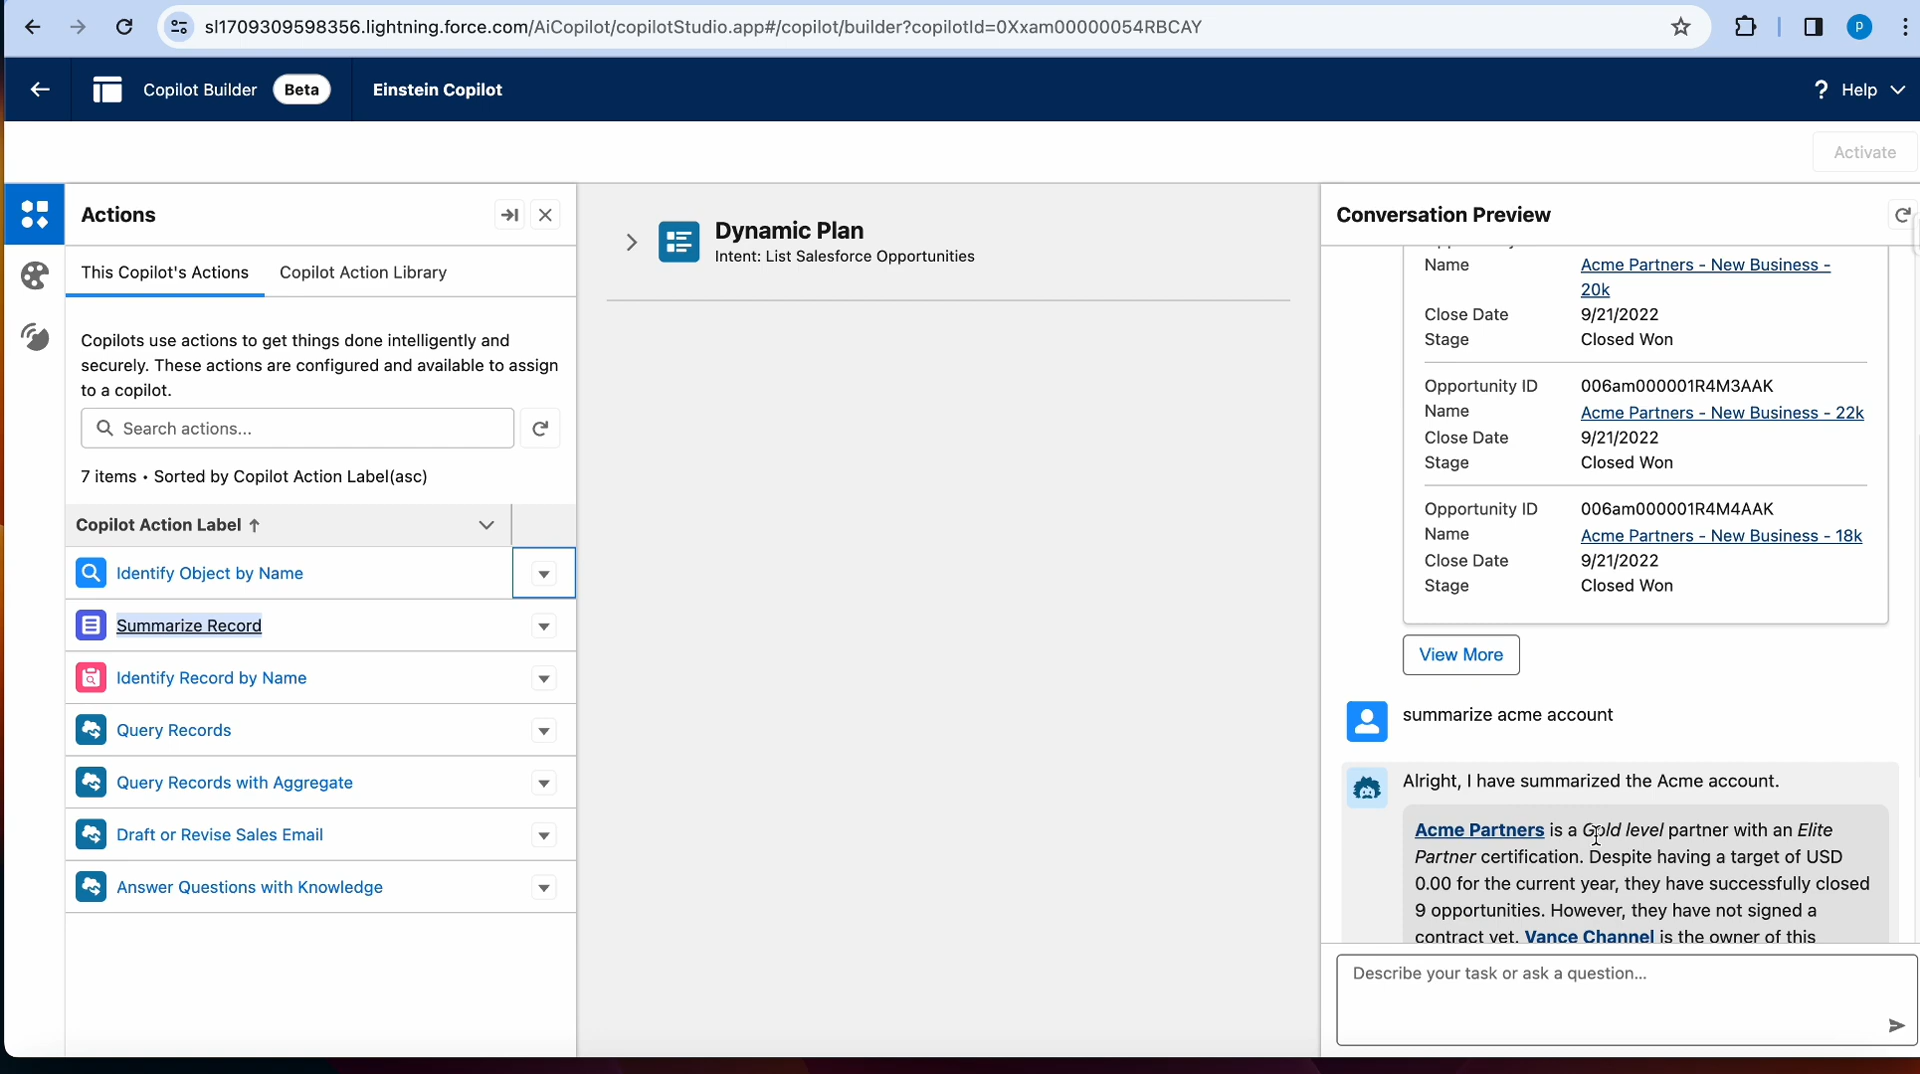 sl1709309598356.lightning.force.com/AiCopilot/copilotStudio.app#/copilot/builder?copilotId=0Xxam00000054RBCAY
P
Copilot Builder
Beta
Einstein Copilot
? Help
Activate
Actions
This Copilot's Actions
Copilot Action Library
Copilots use actions to get things done intelligently and
securely. These actions are configured and available to assign
to a copilot.
Search actions...
7 items • Sorted by Copilot Action Label(asc)
Copilot Action Label ↑
Identify Object by Name
Summarize Record
Identify Record by Name
Query Records
Query Records with Aggregate
Draft or Revise Sales Email
Answer Questions with Knowledge
Dynamic Plan
Intent: List Salesforce Opportunities
Conversation Preview
Name Acme Partners - New Business -
20k
Close Date 9/21/2022
Stage Closed Won
Opportunity ID 006am000001R4M3AAK
Name Acme Partners - New Business - 22k
Close Date 9/21/2022
Stage Closed Won
Opportunity ID 006am000001R4M4AAK
Name Acme Partners - New Business - 18k
Close Date 9/21/2022
Stage Closed Won
View More
summarize acme account
Alright, I have summarized the Acme account.
Acme Partners is a Gold level partner with an Elite
Partner certification. Despite having a target of USD
0.00 for the current year, they have successfully closed
9 opportunities. However, they have not signed a
contract yet. Vance Channel is the owner of this
Describe your task or ask a question...